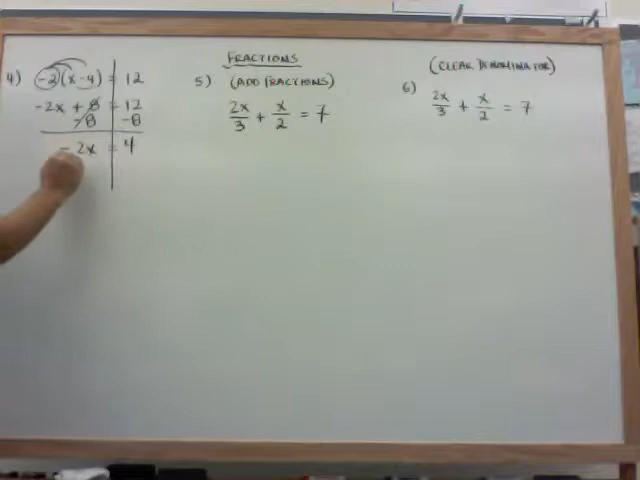 4) -2(x-4) = 12
-2x + 8 = 12
-8 -8
-2x = 4
FRACTIONS
5) (ADD FRACTIONS)
2x/3 + x/2 = 7
(CLEAR DENOMINATOR)
6) 2x/3 + x/2 = 7